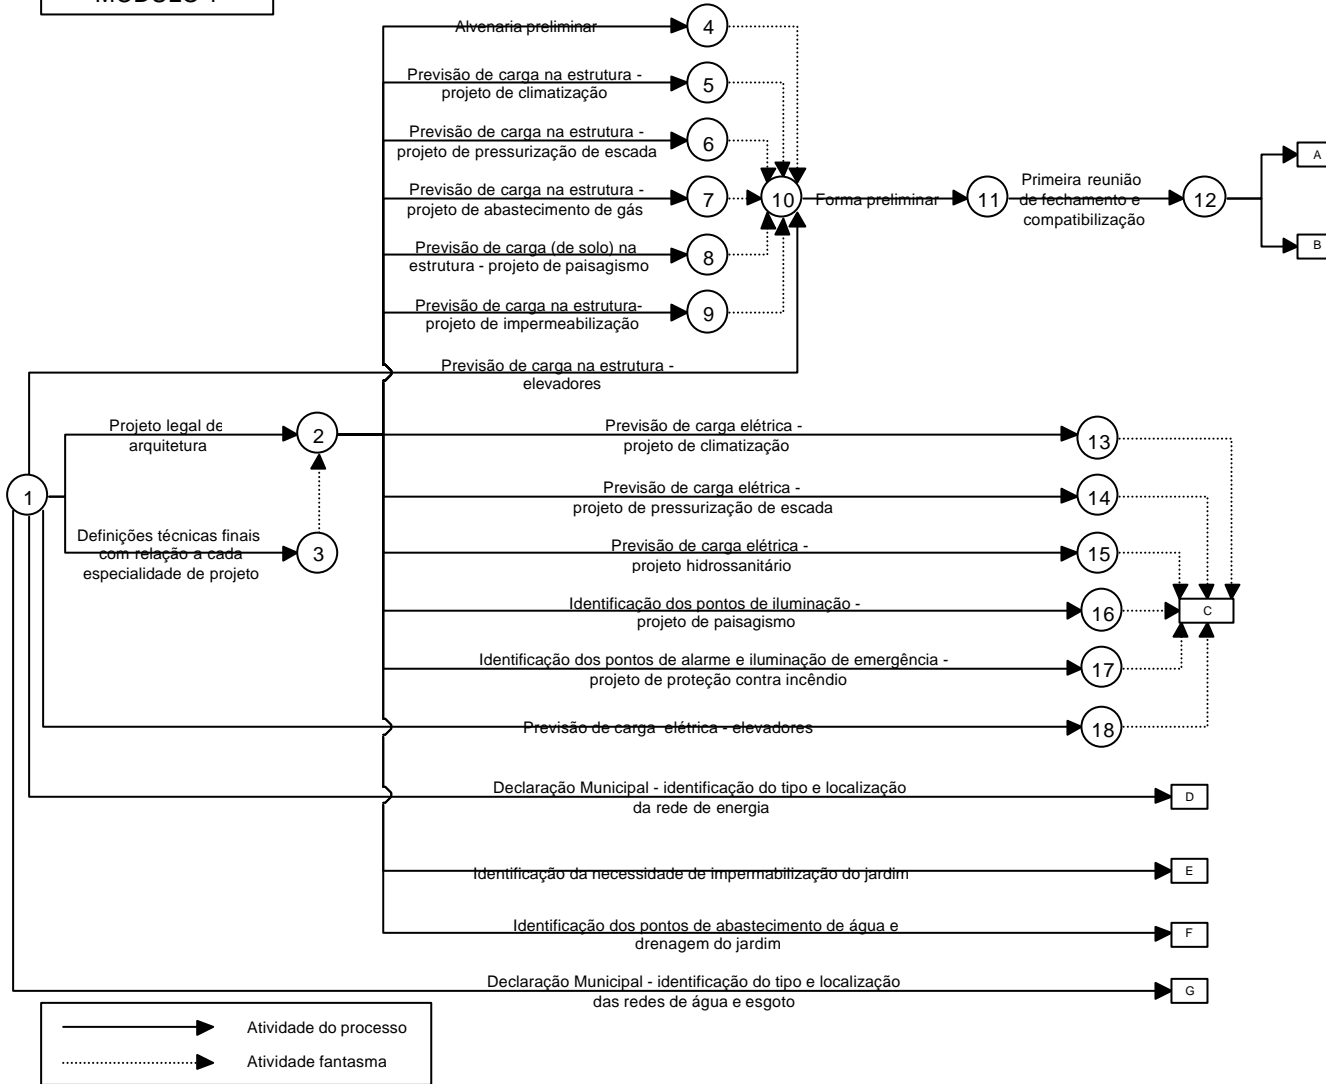 Alvenaria preliminar
4
Previsão de carga na estrutura -
projeto de climatização
5
Previsão de carga na estrutura -
projeto de pressurização de escada
6
Previsão de carga na estrutura -
projeto de abastecimento de gás
7
10
Forma preliminar
11
Primeira reunião
de fechamento e
compatibilização
12
A
B
Previsão de carga (de solo) na
estrutura - projeto de paisagismo
8
Previsão de carga na estrutura-
projeto de impermeabilização
9
Previsão de carga na estrutura -
elevadores
Projeto legal de
arquitetura
2
1
Definições técnicas finais
com relação a cada
especialidade de projeto
3
Previsão de carga elétrica -
projeto de climatização
13
Previsão de carga elétrica -
projeto de pressurização de escada
14
Previsão de carga elétrica -
projeto hidrossanitário
15
Identificação dos pontos de iluminação -
projeto de paisagismo
16
C
Identificação dos pontos de alarme e iluminação de emergência -
projeto de proteção contra incêndio
17
Previsão de carga elétrica - elevadores
18
Declaração Municipal - identificação do tipo e localização
da rede de energia
D
Identificação da necessidade de impermabilização do jardim
E
Identificação dos pontos de abastecimento de água e
drenagem do jardim
F
Declaração Municipal - identificação do tipo e localização
das redes de água e esgoto
G
Atividade do processo
Atividade fantasma